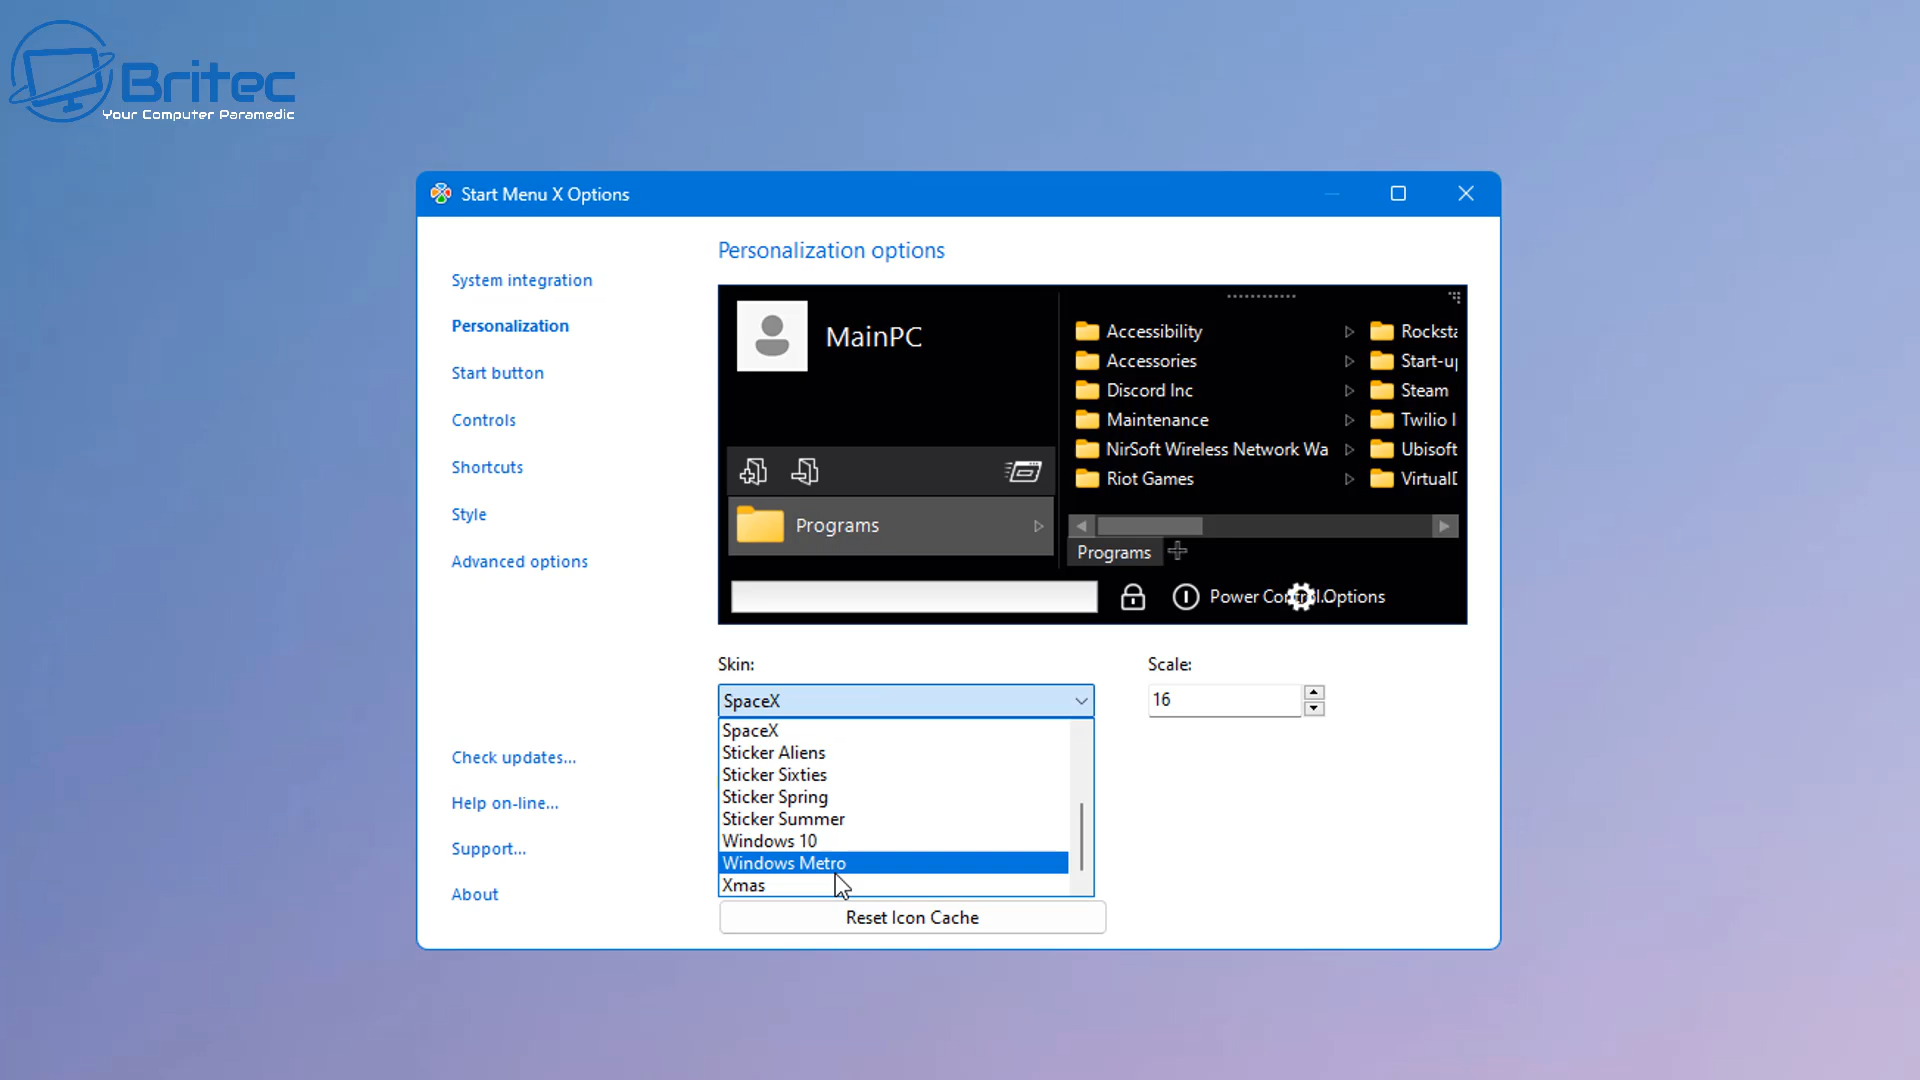 Britec
Your Computer Paramedic
Start Menu X Options
Personalization options
System integration
Personalization
Start button
Controls
Shortcuts
Style
Advanced options
Check updates...
Help on-line...
Support...
About
MainPC
Programs
Accessibility
Accessories
Discord Inc
Maintenance
NirSoft Wireless Network Wa
Riot Games
Rocksta
Start-up
Steam
Twilio I
Ubisoft
VirtualD
Programs
Power Control. Options
Skin:
Scale:
SpaceX
16
SpaceX
Sticker Aliens
Sticker Sixties
Sticker Spring
Sticker Summer
Windows 10
Windows Metro
Xmas
Reset Icon Cache